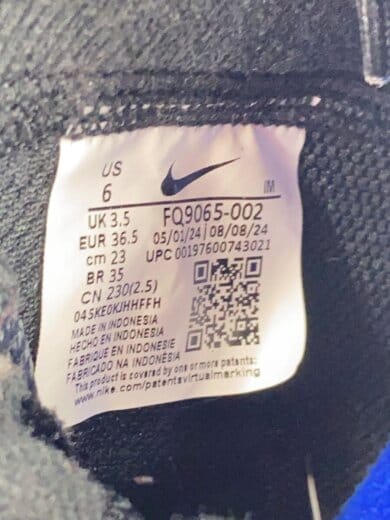 US
6
IM
UK 3.5 FQ9065-002
EUR 36.5 05/01/24 | 08/08/24
cm 23 UPC 00197600743021
BR 35
CN 230(2.5)
045KE0KJHHFFH
MADE IN INDONESIA
HECHO EN INDONESIA
FABRIQUE EN INDONESIE
FABRICADO NA INDONÉSIA
This product is covered by one or more patents:
www.nike.com/patentsvirtualmarking